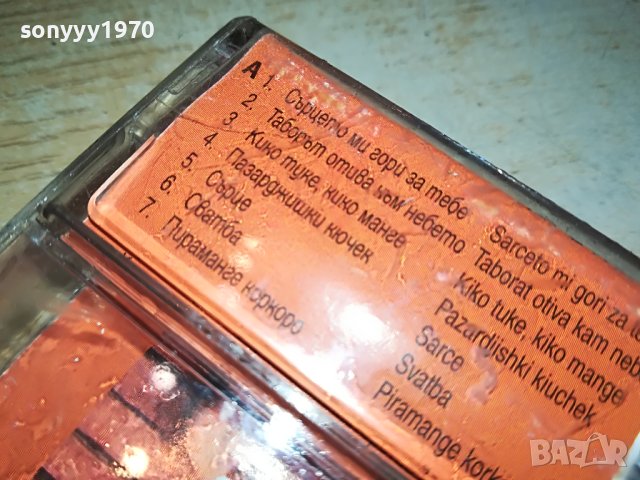 sonyyy1970
A 1. Сърцето ми гори за тебе Sarceto mi gori za
2. Таборът отива към небето Taborat otiva kam neb
3. Кико туке, кико манге Kiko tuke, kiko mange
4. Пазарджишки кючек Pazardjishki kiuchek
5. Сърце Sarce
6. Сватба Svatba
7. Пираманге коркоро Piramange kork
BAZAR